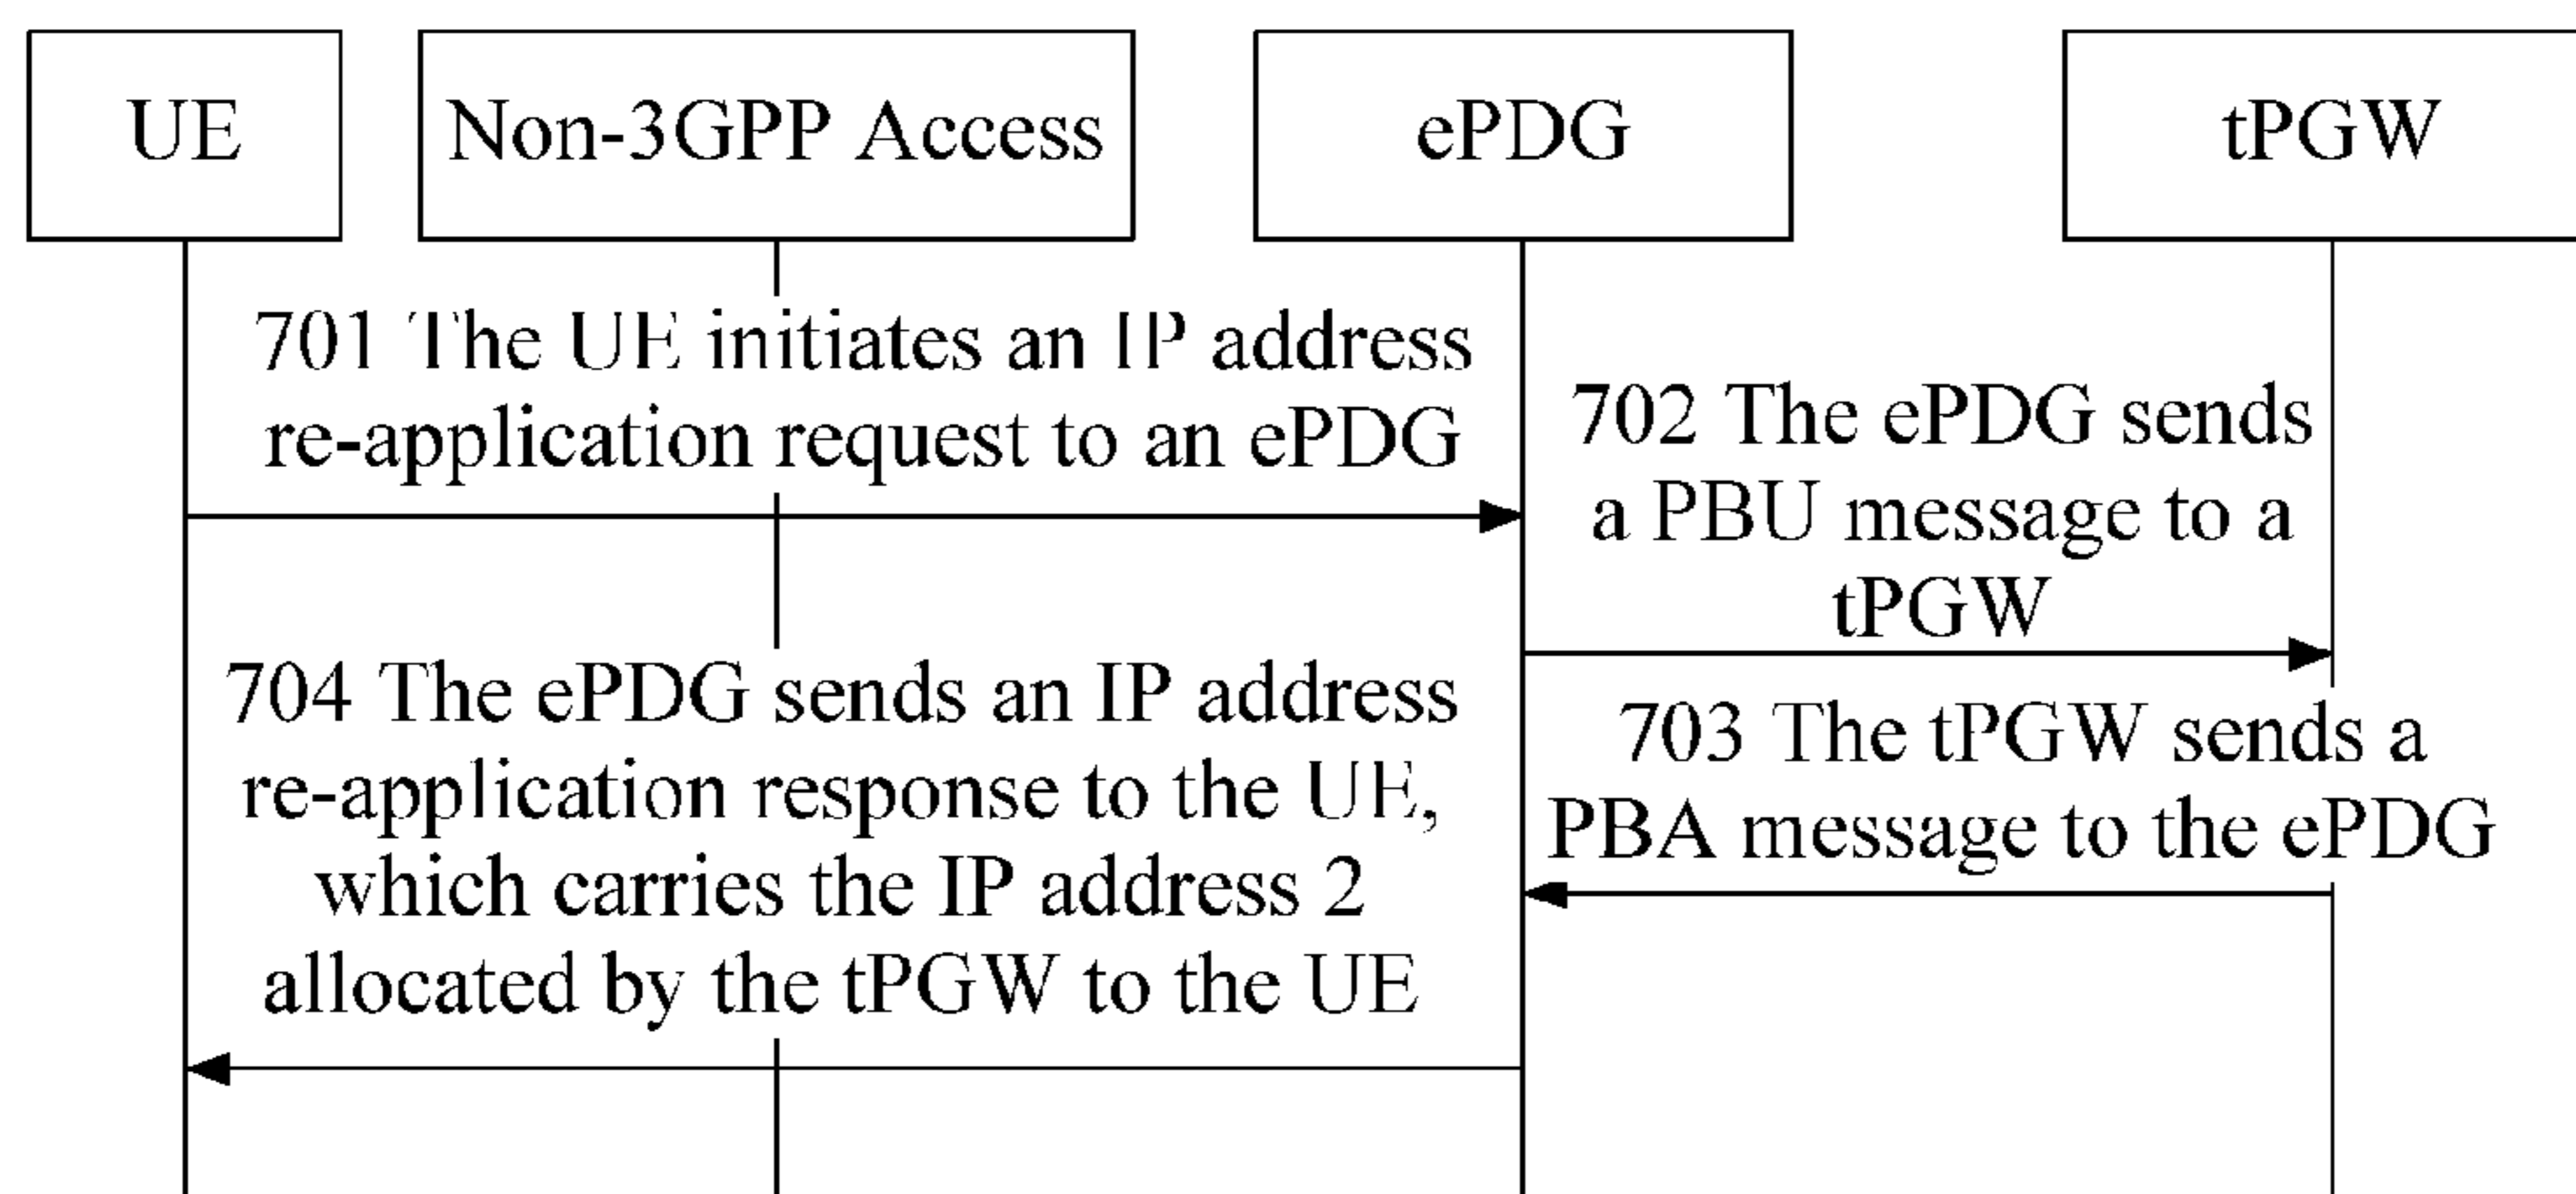 UE
Non-3GPP Access
ePDG
tPGW
701 The UE initiates an IP address
re-application request to an ePDG
702 The ePDG sends
a PBU message to a
tPGW
703 The tPGW sends a
PBA message to the ePDG
704 The ePDG sends an IP address
re-application response to the UE,
which carries the IP address 2
allocated by the tPGW to the UE